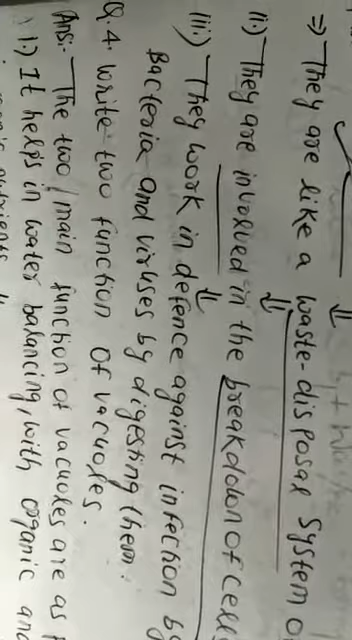 ⇒ They are like a waste-disposal System o
ii.) They are involved in the breakdown of cells
iii.) They work in defence against infection by
Bacteria and viruses by digesting them.
Q.4. Write two function of vacuoles.
Ans:- The two main function of vacuoles are as
1.) It helps in water balancing, with organic and
nutrients